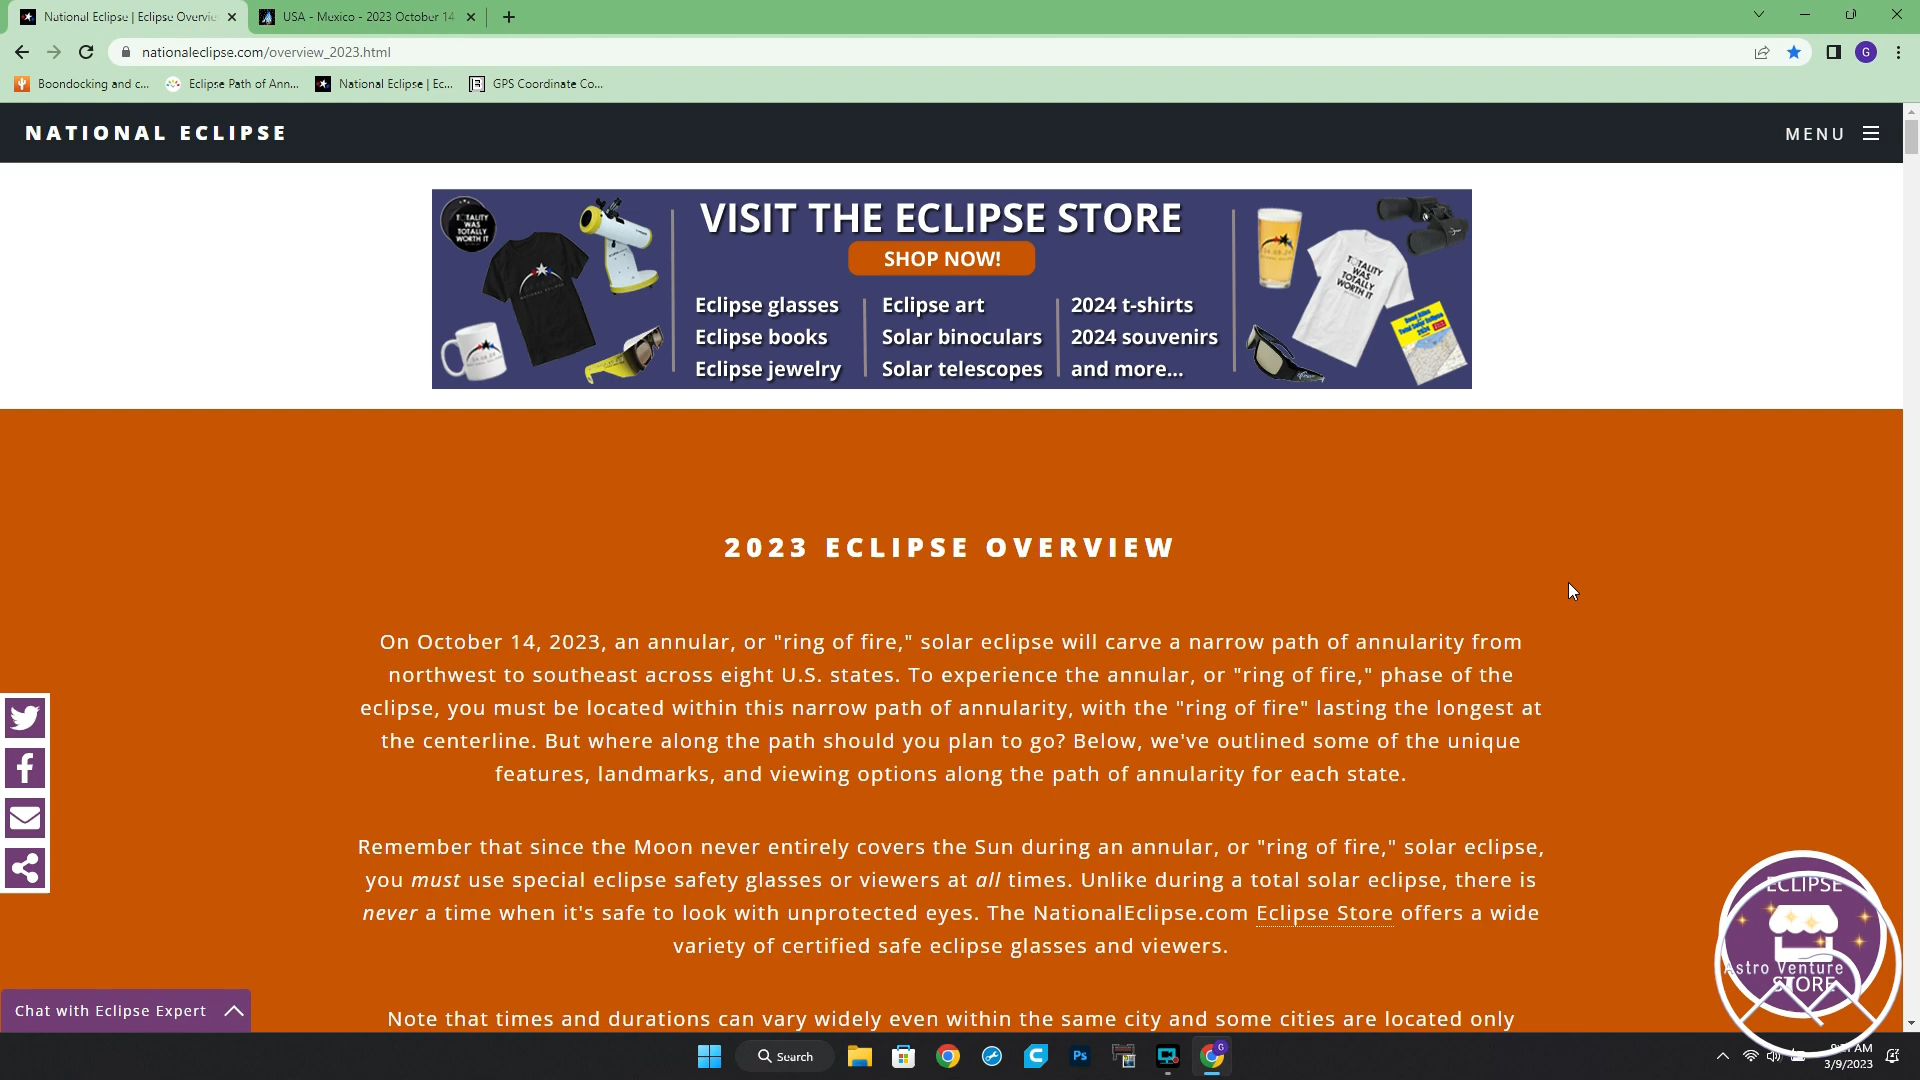 National Eclipse | Eclipse Overvie
USA - Mexico - 2023 October 14
nationaleclipse.com/overview_2023.html
G
Boondocking and c...
Eclipse Path of Ann...
National Eclipse | Ec...
GPS Coordinate Co...
NATIONAL ECLIPSE
MENU
TOTALITY
WAS
TOTALLY
WORTH IT
VISIT THE ECLIPSE STORE
SHOP NOW!
Eclipse glasses
Eclipse books
Eclipse jewelry
Eclipse art
Solar binoculars
Solar telescopes
2024 t-shirts
2024 souvenirs
and more...
TOTALITY
WAS
TOTALLY
WORTH IT
2023 ECLIPSE OVERVIEW
On October 14, 2023, an annular, or "ring of fire," solar eclipse will carve a narrow path of annularity from
northwest to southeast across eight U.S. states. To experience the annular, or "ring of fire," phase of the
eclipse, you must be located within this narrow path of annularity, with the "ring of fire" lasting the longest at
the centerline. But where along the path should you plan to go? Below, we've outlined some of the unique
features, landmarks, and viewing options along the path of annularity for each state.
Remember that since the Moon never entirely covers the Sun during an annular, or "ring of fire," solar eclipse,
you must use special eclipse safety glasses or viewers at all times. Unlike during a total solar eclipse, there is
never a time when it's safe to look with unprotected eyes. The NationalEclipse.com Eclipse Store offers a wide
variety of certified safe eclipse glasses and viewers.
Note that times and durations can vary widely even within the same city and some cities are located only
ECLIPSE
Astro Venture
STORE
Chat with Eclipse Expert
Search
Ps
G
AM
3/9/2023